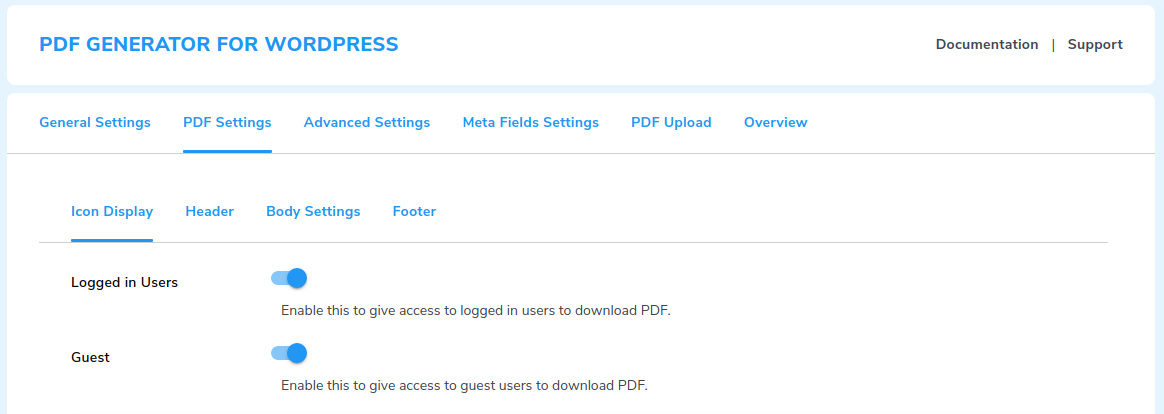 PDF GENERATOR FOR WORDPRESS
Documentation | Support
General Settings PDF Settings Advanced Settings Meta Fields Settings PDF Upload Overview
Icon Display Header Body Settings Footer
Logged in Users
Enable this to give access to logged in users to download PDF.
Guest
Enable this to give access to guest users to download PDF.